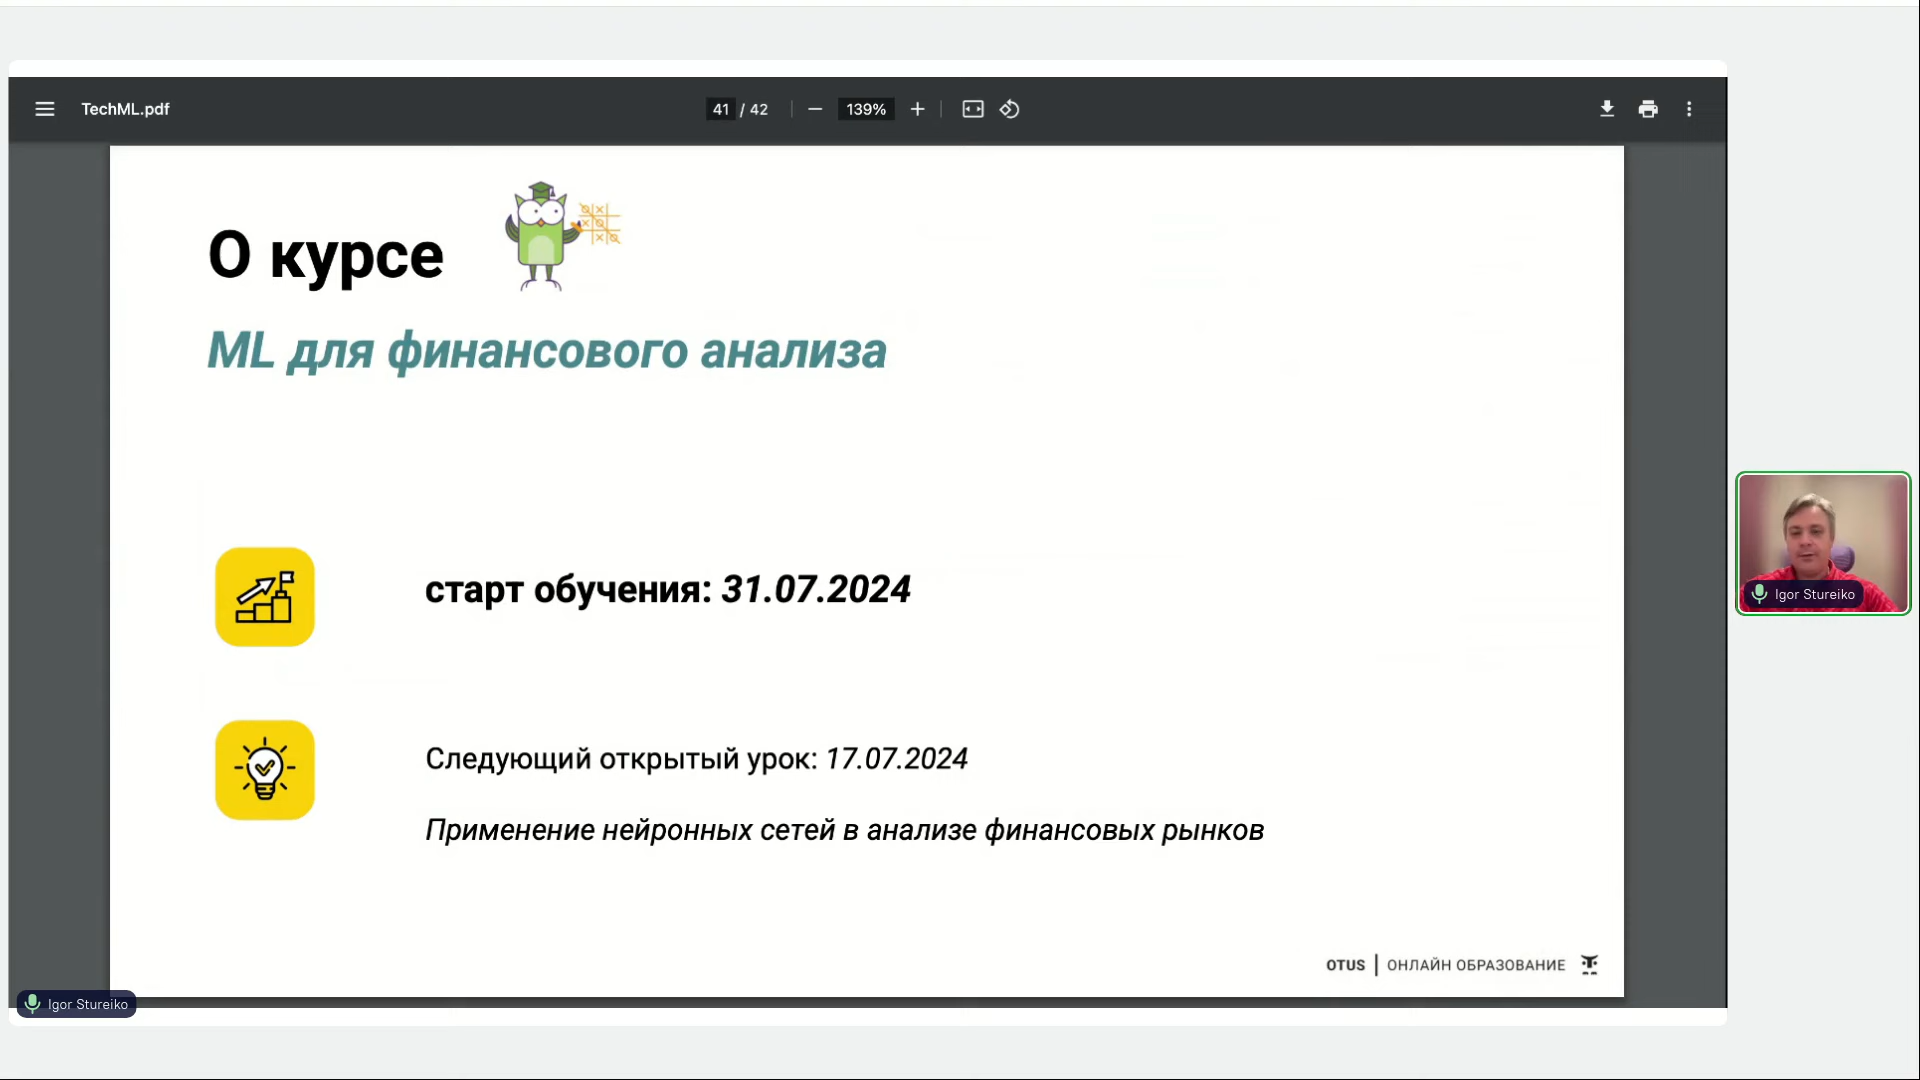 TechML.pdf
41 / 42
139%
О курсе
ML для финансового анализа
старт обучения: 31.07.2024
Следующий открытый урок: 17.07.2024
Применение нейронных сетей в анализе финансовых рынков
OTUS | ОНЛАЙН ОБРАЗОВАНИЕ
Igor Stureiko
Igor Stureiko